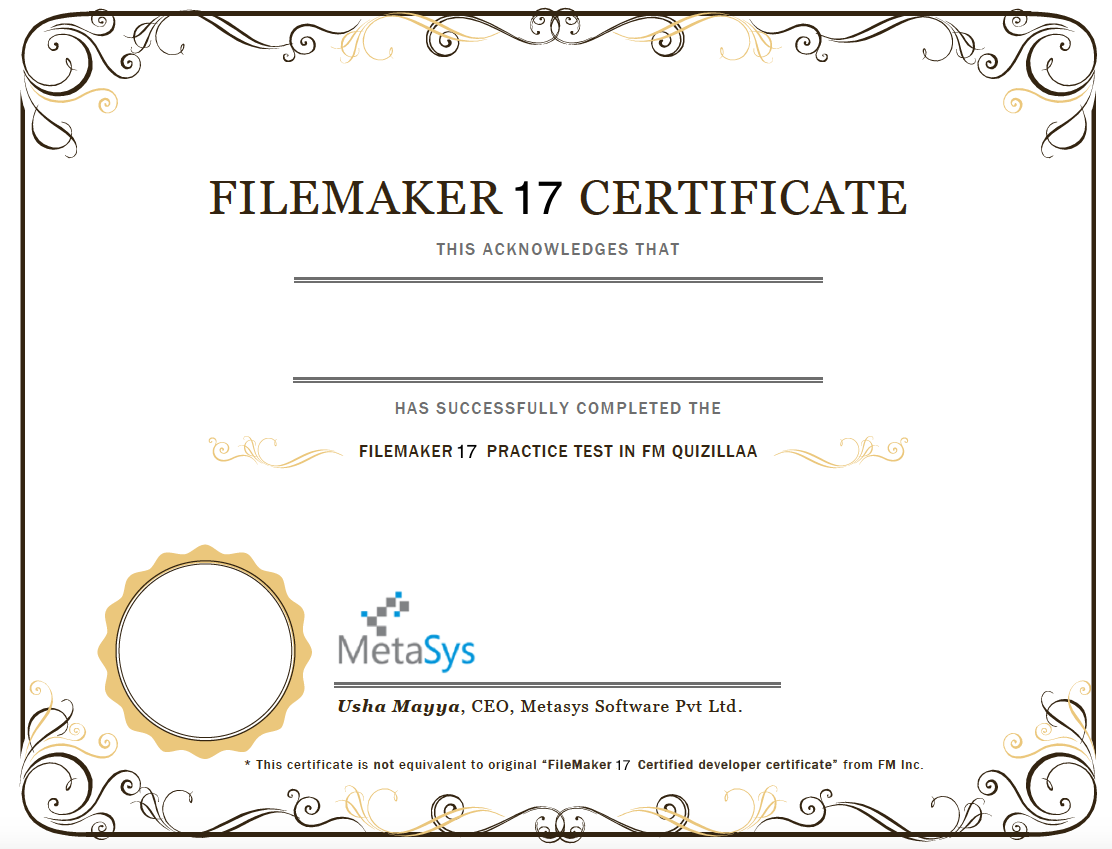 FILEMAKER 17 CERTIFICATE
THIS ACKNOWLEDGES THAT
HAS SUCCESSFULLY COMPLETED THE
FILEMAKER 17 PRACTICE TEST IN FM QUIZILLAA
MetaSys
Usha Mayya, CEO, Metasys Software Pvt Ltd.
* This certificate is not equivalent to original “FileMaker 17 Certified developer certificate” from FM Inc.